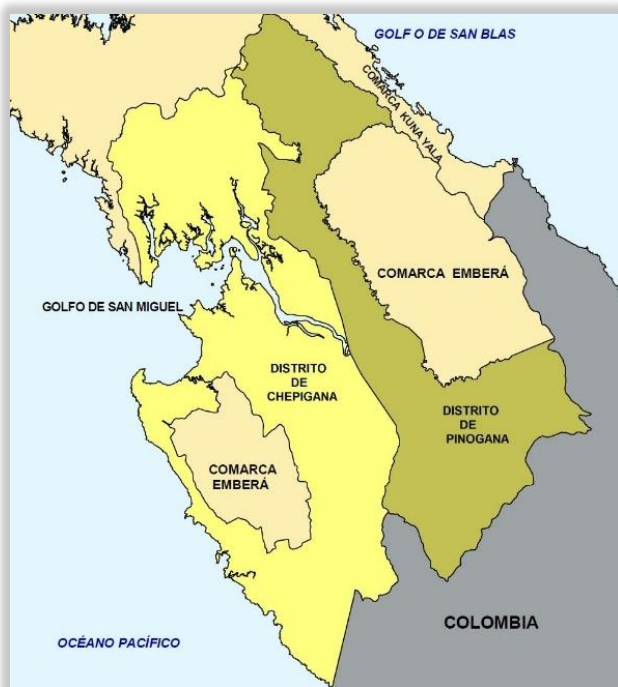 GOLFO DE SAN BLAS
COMARCA KUNA YALA
COMARCA EMBERÁ
GOLFO DE SAN MIGUEL
DISTRITO
DE
CHEPIGANA
DISTRITO
DE
PINOGANA
COMARCA
EMBERÁ
COLOMBIA
OCÉANO PACÍFICO